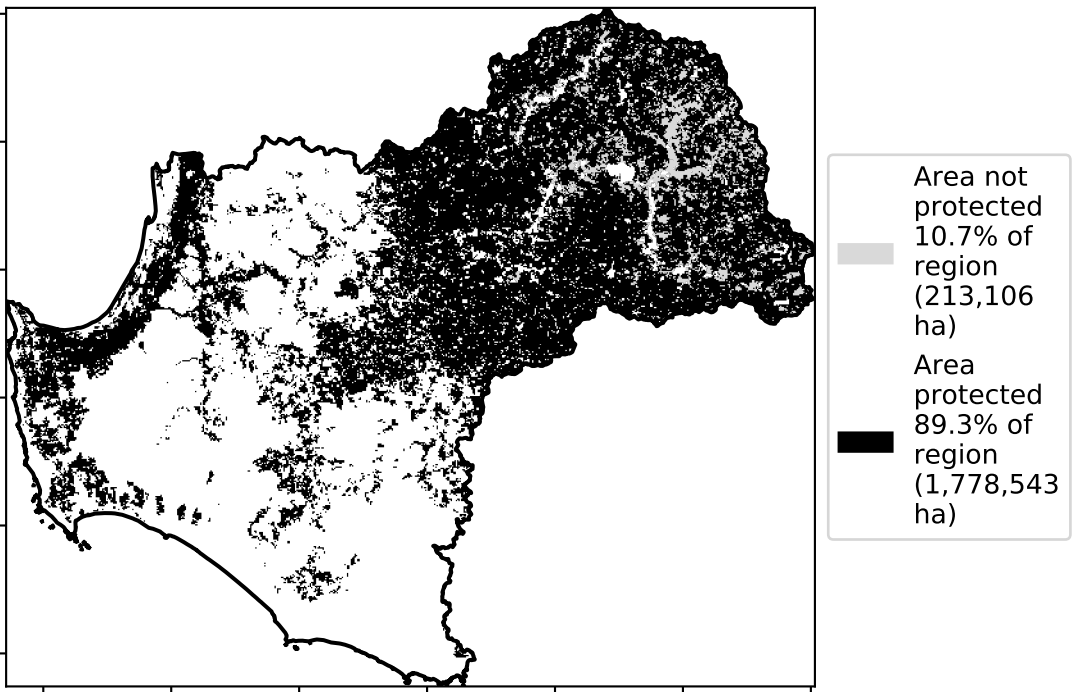 Area not
protected
10.7% of
region
(213,106
ha)
Area
protected
89.3% of
region
(1,778,543
ha)